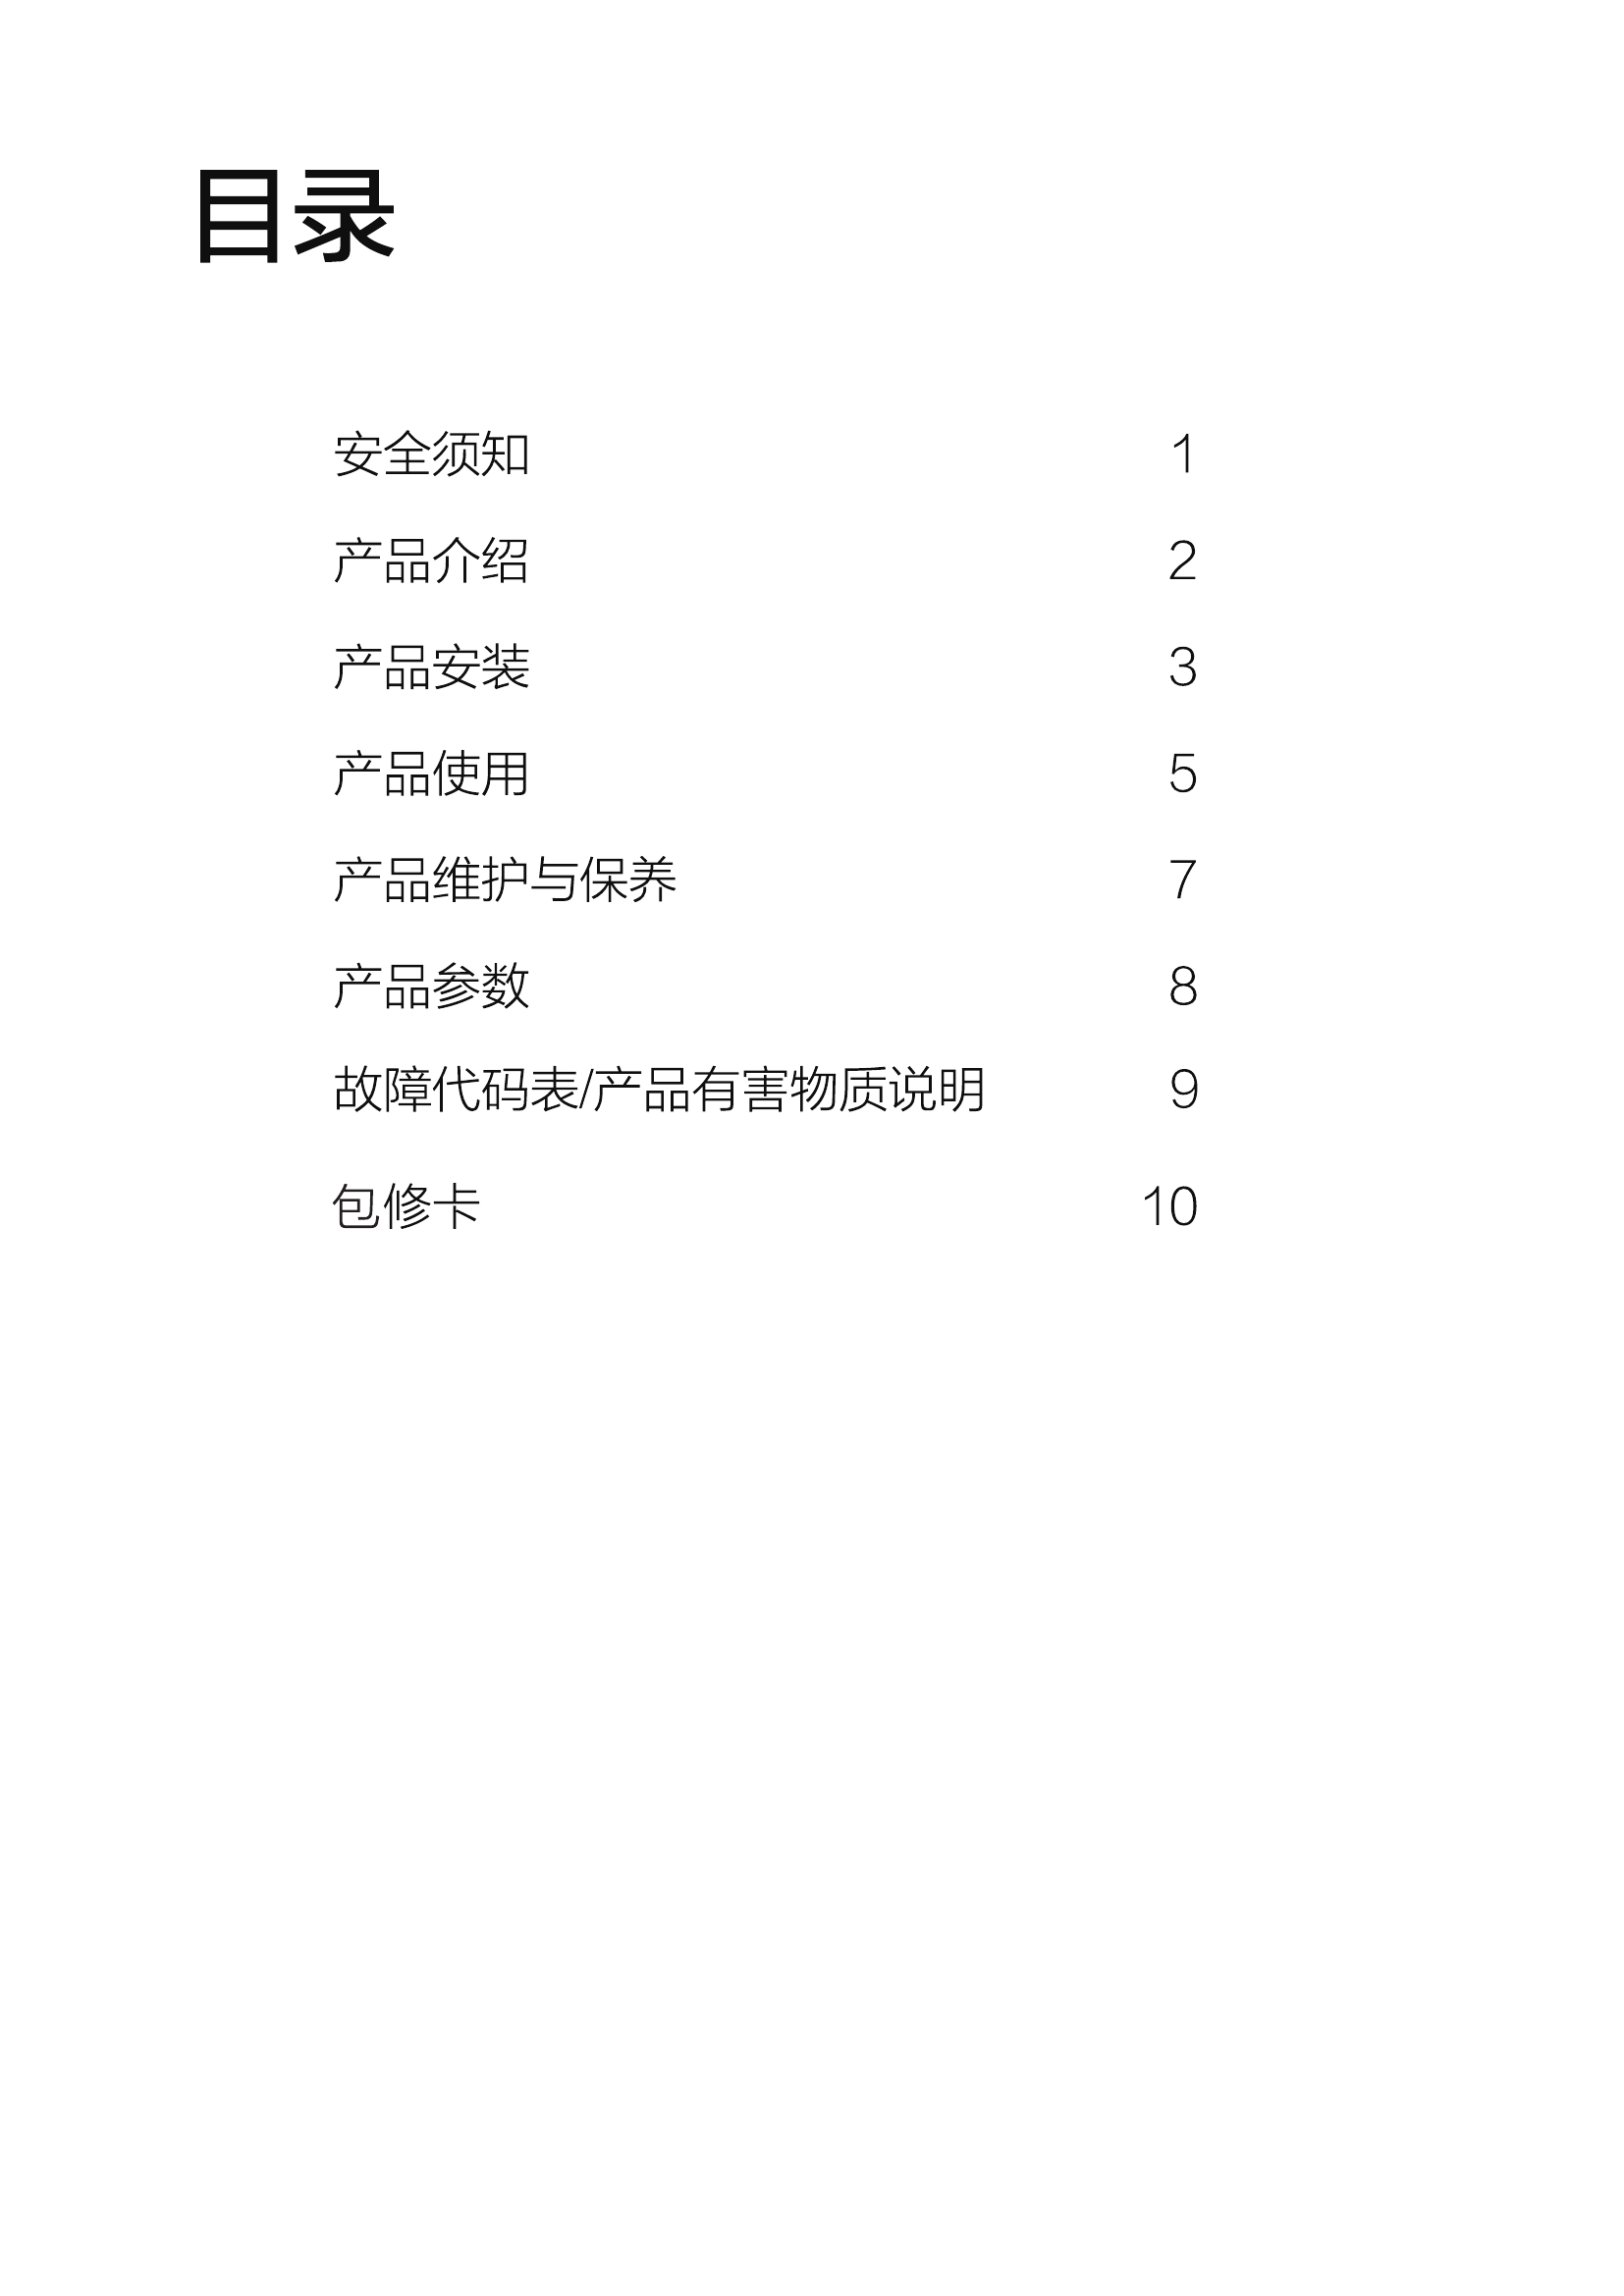 目录
安全须知 1
产品介绍 2
产品安装 3
产品使用 5
产品维护与保养 7
产品参数 8
故障代码表/产品有害物质说明 9
包修卡 10